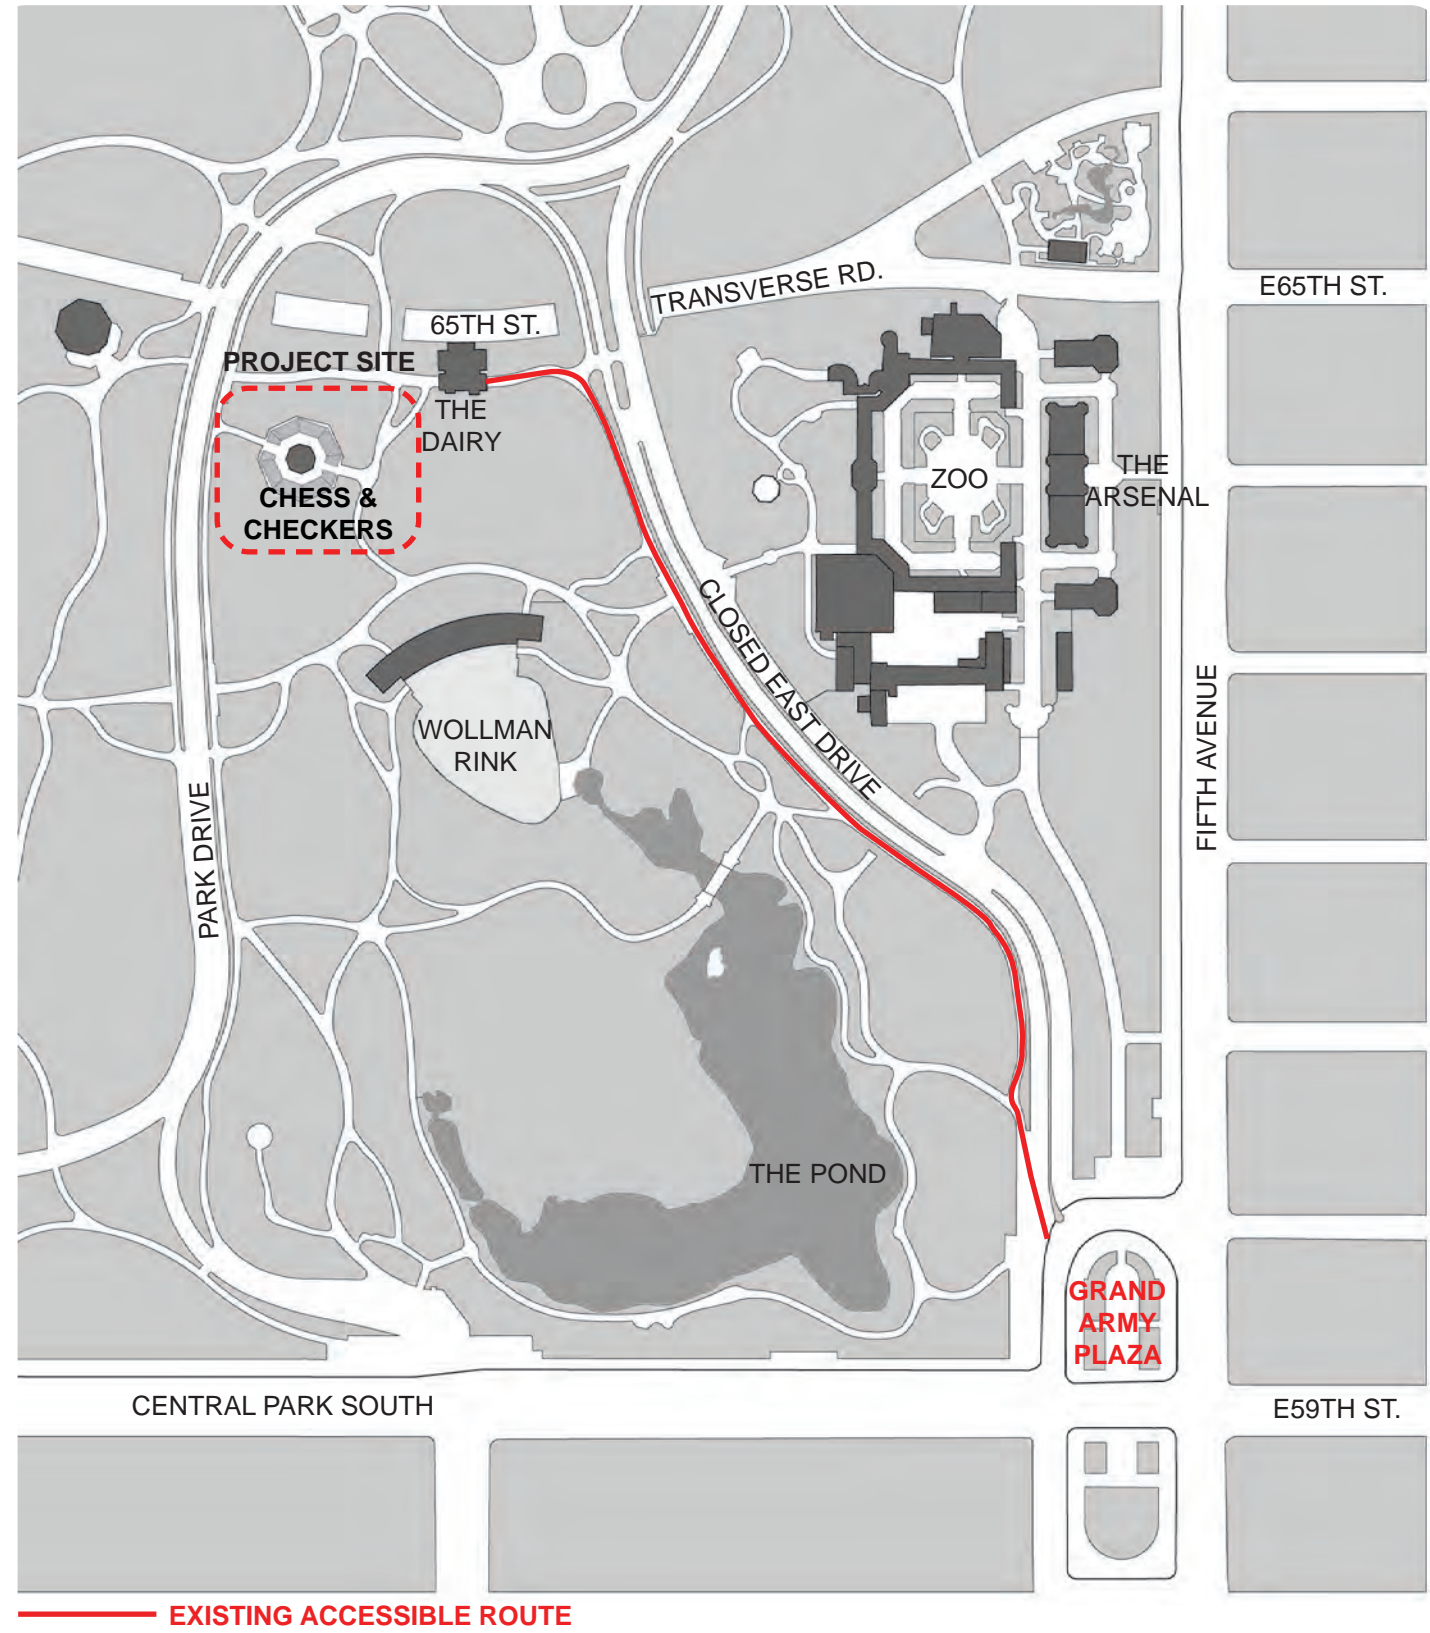 E65TH ST.
TRANSVERSE RD.
65TH ST.
PROJECT SITE
THE
DAIRY
CHESS &
CHECKERS
ZOO
THE
ARSENAL
CLOSED EAST DRIVE
WOLLMAN
RINK
FIFTH AVENUE
PARK DRIVE
THE POND
GRAND
ARMY
PLAZA
CENTRAL PARK SOUTH
E59TH ST.
EXISTING ACCESSIBLE ROUTE